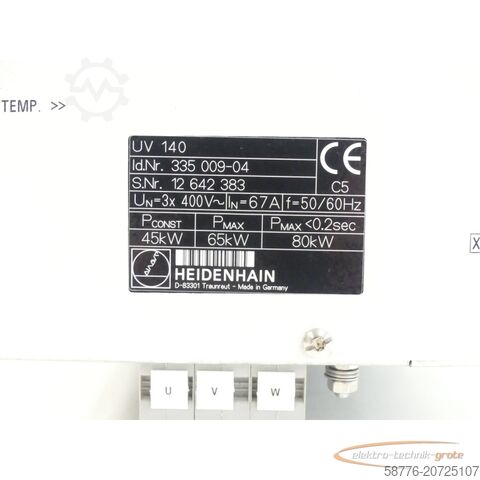 TEMP. >>
UV 140
Id.Nr. 335 009-04
S.Nr. 12 642 383
CE
C5
UN=3x 400V~ IN=67A f=50/60Hz
PCONST PMAX PMAX<0.2sec
45kW 65kW 80kW
HEIDENHAIN
D-83301 Traunreut - Made in Germany
X
U V W
elektro-technik-grote
58776-20725107